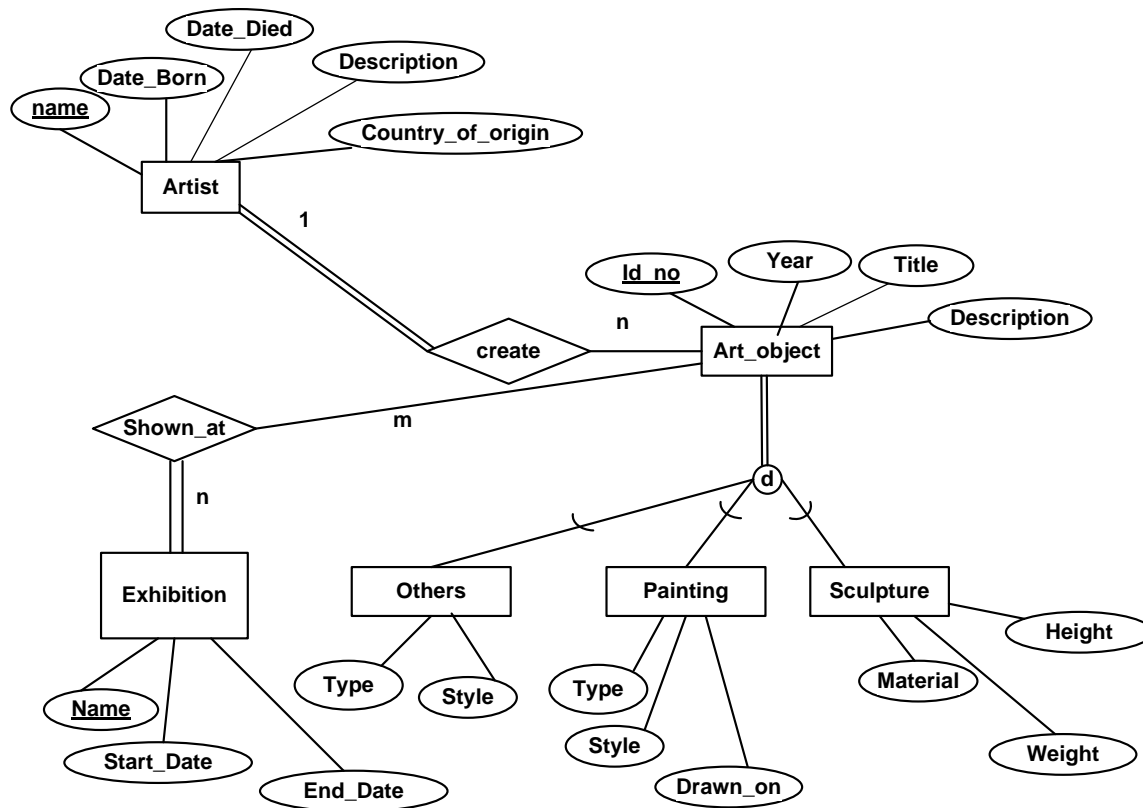 Date_Died
Description
Date_Born
name
Country_of_origin
Artist
1
Id_no
Year
Title
Description
n
create
Art_object
Shown_at
m
d
n
Exhibition
Others
Painting
Sculpture
Height
Type
Style
Type
Material
Name
Style
Start_Date
Weight
End_Date
Drawn_on